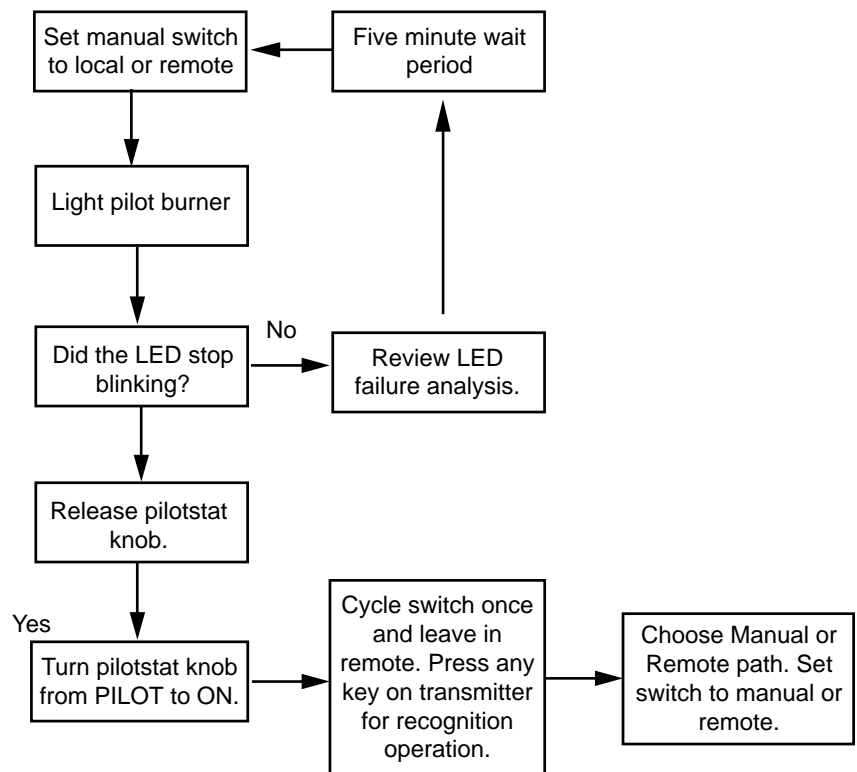 Set manual switch
to local or remote
Five minute wait
period
Light pilot burner
Did the LED stop
blinking?
No
Review LED
failure analysis.
Release pilotstat
knob.
Yes
Turn pilotstat knob
from PILOT to ON.
Cycle switch once
and leave in
remote. Press any
key on transmitter
for recognition
operation.
Choose Manual or
Remote path. Set
switch to manual or
remote.